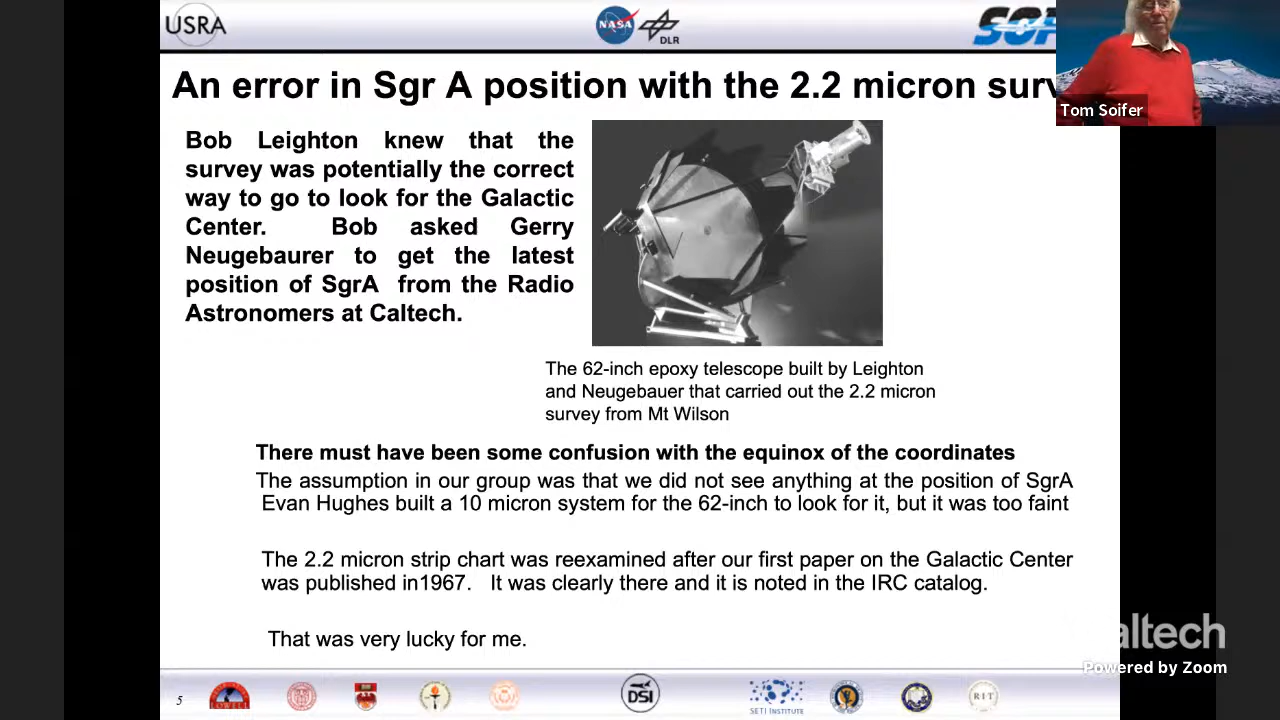 USRA
NASA
DLR
An error in Sgr A position with the 2.2 micron surv
Tom Soifer
Bob Leighton knew that the
survey was potentially the correct
way to go to look for the Galactic
Center. Bob asked Gerry
Neugebaurer to get the latest
position of SgrA from the Radio
Astronomers at Caltech.
The 62-inch epoxy telescope built by Leighton
and Neugebauer that carried out the 2.2 micron
survey from Mt Wilson
There must have been some confusion with the equinox of the coordinates
The assumption in our group was that we did not see anything at the position of SgrA
Evan Hughes built a 10 micron system for the 62-inch to look for it, but it was too faint
The 2.2 micron strip chart was reexamined after our first paper on the Galactic Center
was published in1967. It was clearly there and it is noted in the IRC catalog.
That was very lucky for me.
altech
Powered by Zoom
5
LOWELL
DSI
SETI INSTITUTE
RIT